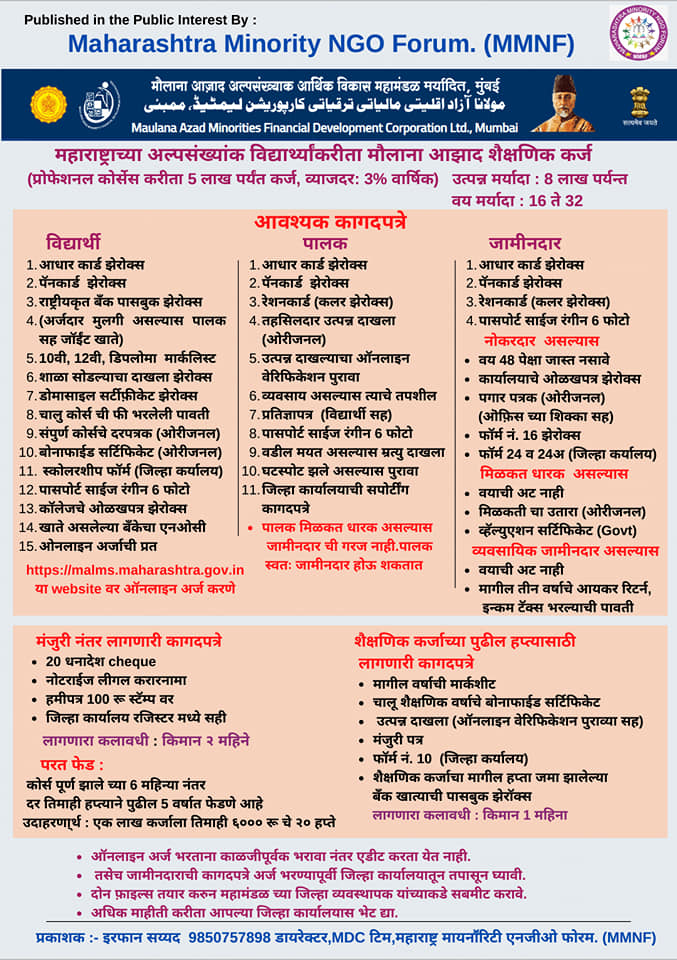 Published in the Public Interest By :
Maharashtra Minority NGO Forum. (MMNF)
MAHARASHTRA MINORITY NGO FORUM
MMNF
मौलाना आज़ाद अल्पसंख्याक आर्थिक विकास महामंडळ मर्यादित, मुंबई
مولانا آزاد اقلیتی مالیاتی ترقیاتی کارپوریشن لیمٹیڈ، ممبئی
Maulana Azad Minorities Financial Development Corporation Ltd., Mumbai
सत्यमेव जयते
महाराष्ट्राच्या अल्पसंख्यांक विद्यार्थ्यांकरीता मौलाना आझाद शैक्षणिक कर्ज
(प्रोफेशनल कोर्सेस करीता 5 लाख पर्यंत कर्ज, व्याजदर: 3% वार्षिक) उत्पन्न मर्यादा : 8 लाख पर्यन्त
वय मर्यादा : 16 ते 32
आवश्यक कागदपत्रे
विद्यार्थी
1. आधार कार्ड झेरोक्स
2. पॅनकार्ड झेरोक्स
3. राष्ट्रीयकृत बँक पासबुक झेरोक्स
4. (अर्जदार मुलगी असल्यास पालक
सह जॉईंट खाते)
5. 10वी, 12वी, डिपलोमा मार्कलिस्ट
6. शाळा सोडल्याचा दाखला झेरोक्स
7. डोमासाइल सर्टीफ़ीकेट झेरोक्स
8. चालु कोर्स ची फी भरलेली पावती
9. संपुर्ण कोर्सचे दरपत्रक (ओरीजनल)
10. बोनाफाईड सर्टिफिकेट (ओरीजनल)
11. स्कोलरशीप फॉर्म (जिल्हा कर्यालय)
12. पासपोर्ट साईज रंगीन 6 फोटो
13. कॉलेजचे ओळखपत्र झेरोक्स
14. खाते असलेल्या बँकेचा एनओसी
15. ओनलाइन अर्जाची प्रत
https://malms.maharashtra.gov.in
या website वर ऑनलाइन अर्ज करणे
पालक
1. आधार कार्ड झेरोक्स
2. पॅनकार्ड झेरोक्स
3. रेशनकार्ड (कलर झेरोक्स)
4. तहसिलदार उत्पन्न दाखला
(ओरीजनल)
5. उत्पन्न दाखल्याचा ऑनलाइन
वेरिफिकेशन पुरावा
6. व्यवसाय असल्यास त्याचे तपशील
7. प्रतिज्ञापत्र (विद्यार्थी सह)
8. पासपोर्ट साईज रंगीन 6 फोटो
9. वडील मयत असल्यास म्रत्यु दाखला
10. घटस्पोट झले असल्यास पुरावा
11. जिल्हा कार्यालयाची सपोर्टींग
कागदपत्रे
• पालक मिळकत धारक असल्यास
जामीनदार ची गरज नाही.पालक
स्वतः जामीनदार होऊ शकतात
जामीनदार
1. आधार कार्ड झेरोक्स
2. पॅनकार्ड झेरोक्स
3. रेशनकार्ड (कलर झेरोक्स)
4. पासपोर्ट साईज रंगीन 6 फोटो
नोकरदार असल्यास
• वय 48 पेक्षा जास्त नसावे
• कार्यालयाचे ओळखपत्र झेरोक्स
• पगार पत्रक (ओरीजनल)
(ओफ़िस च्या शिक्का सह)
• फॉर्म नं. 16 झेरोक्स
• फॉर्म 24 व 24अ (जिल्हा कर्यालय)
मिळकत धारक असल्यास
• वयाची अट नाही
• मिळकती चा उतारा (ओरीजनल)
• व्हॅल्युएशन सर्टिफिकेट (Govt)
व्यवसायिक जामीनदार असल्यास
• वयाची अट नाही
• मागील तीन वर्षाचे आयकर रिटर्न,
इन्कम टॅक्स भरल्याची पावती
मंजुरी नंतर लागणारी कागदपत्रे
• 20 धनादेश cheque
• नोटराईज लीगल करारनामा
• हमीपत्र 100 रू स्टॅम्प वर
• जिल्हा कार्यालय रजिस्टर मध्ये सही
लागणारा कलावधी : किमान २ महिने
परत फेड :
कोर्स पूर्ण झाले च्या 6 महिन्या नंतर
दर तिमाही हप्त्याने पुढील 5 वर्षात फेडणे आहे
उदाहरणार्थ : एक लाख कर्जाला तिमाही ६००० रू चे २० हप्ते
शैक्षणिक कर्जाच्या पुढील हप्त्यासाठी
लागणारी कागदपत्रे
• मागील वर्षाची मार्कशीट
• चालू शैक्षणिक वर्षाचे बोनाफाईड सर्टिफिकेट
• उत्पन्न दाखला (ओनलाइन वेरिफिकेशन पुराव्या सह)
• मंजुरी पत्र
• फॉर्म नं. 10 (जिल्हा कर्यालय)
• शैक्षणिक कर्जाचा मागील हप्ता जमा झालेल्या
बँक खात्याची पासबुक झेरॉक्स
लागणारा कलावधी : किमान 1 महिना
• ऑनलाइन अर्ज भरताना काळजीपूर्वक भरावा नंतर एडीट करता येत नाही.
• तसेच जामीनदाराची कागदपत्रे अर्ज भरण्यापूर्वी जिल्हा कार्यालयातून तपासून घ्यावी.
• दोन फ़ाइल्स तयार करुन महामंडळ च्या जिल्हा व्यवस्थापक यांच्याकडे सबमीट करावे.
• अधिक माहीती करीता आपल्या जिल्हा कार्यालयास भेट द्या.
प्रकाशक :- इरफान सय्यद 9850757898 डायरेक्टर,MDC टिम,महाराष्ट्र मायनॉरिटी एनजीओ फोरम. (MMNF)